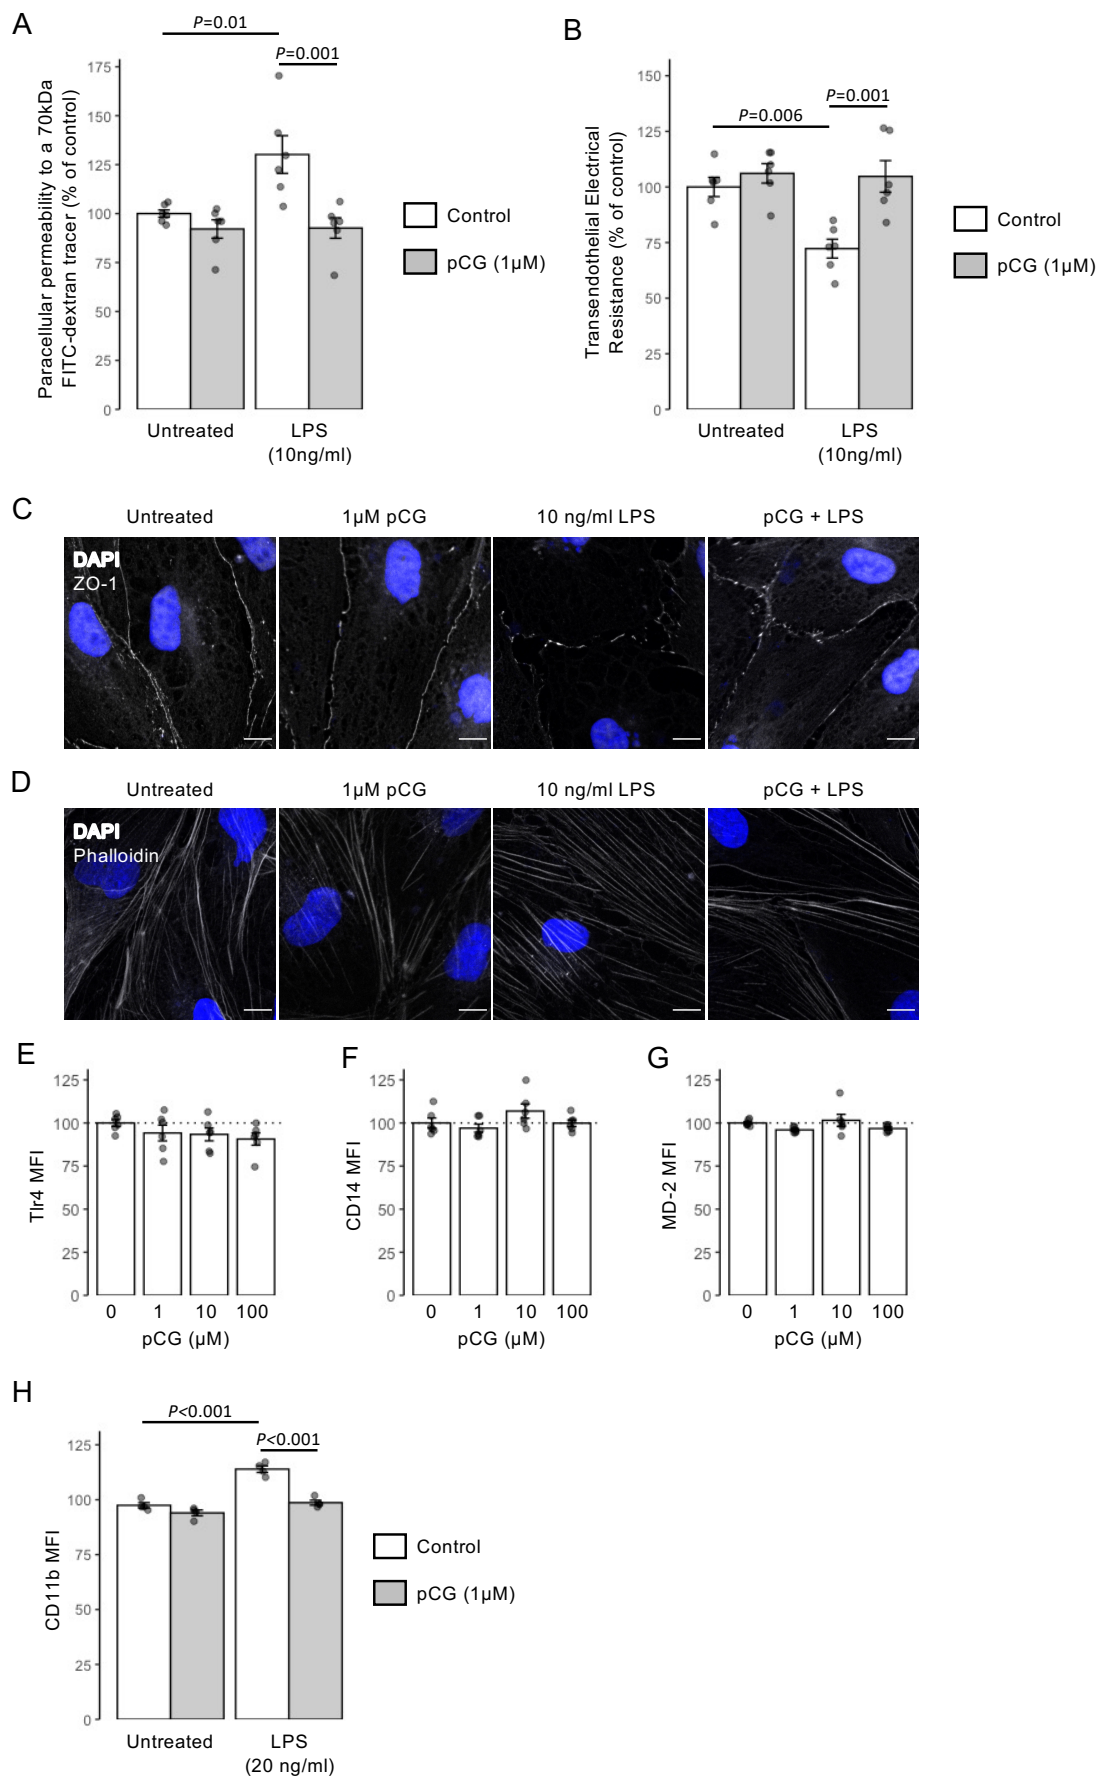 A
P=0.01
P=0.001
Paracellular permeability to a 70kDa
FITC-dextran tracer (% of control)
175
150
125
100
75
50
25
0
Untreated
LPS
(10ng/ml)
Control
pCG (1µM)
B
P=0.006
P=0.001
Transendothelial Electrical
Resistance (% of control)
150
125
100
75
50
25
0
Untreated
LPS
(10ng/ml)
Control
pCG (1µM)
C
Untreated
1µM pCG
10 ng/ml LPS
pCG + LPS
DAPI
ZO-1
D
Untreated
1µM pCG
10 ng/ml LPS
pCG + LPS
DAPI
Phalloidin
E
Tlr4 MFI
125
100
75
50
25
0
0 1 10 100
pCG (µM)
F
CD14 MFI
125
100
75
50
25
0
0 1 10 100
pCG (µM)
G
MD-2 MFI
125
100
75
50
25
0
0 1 10 100
pCG (µM)
H
P<0.001
P<0.001
CD11b MFI
125
100
75
50
25
0
Untreated
LPS
(20 ng/ml)
Control
pCG (1µM)